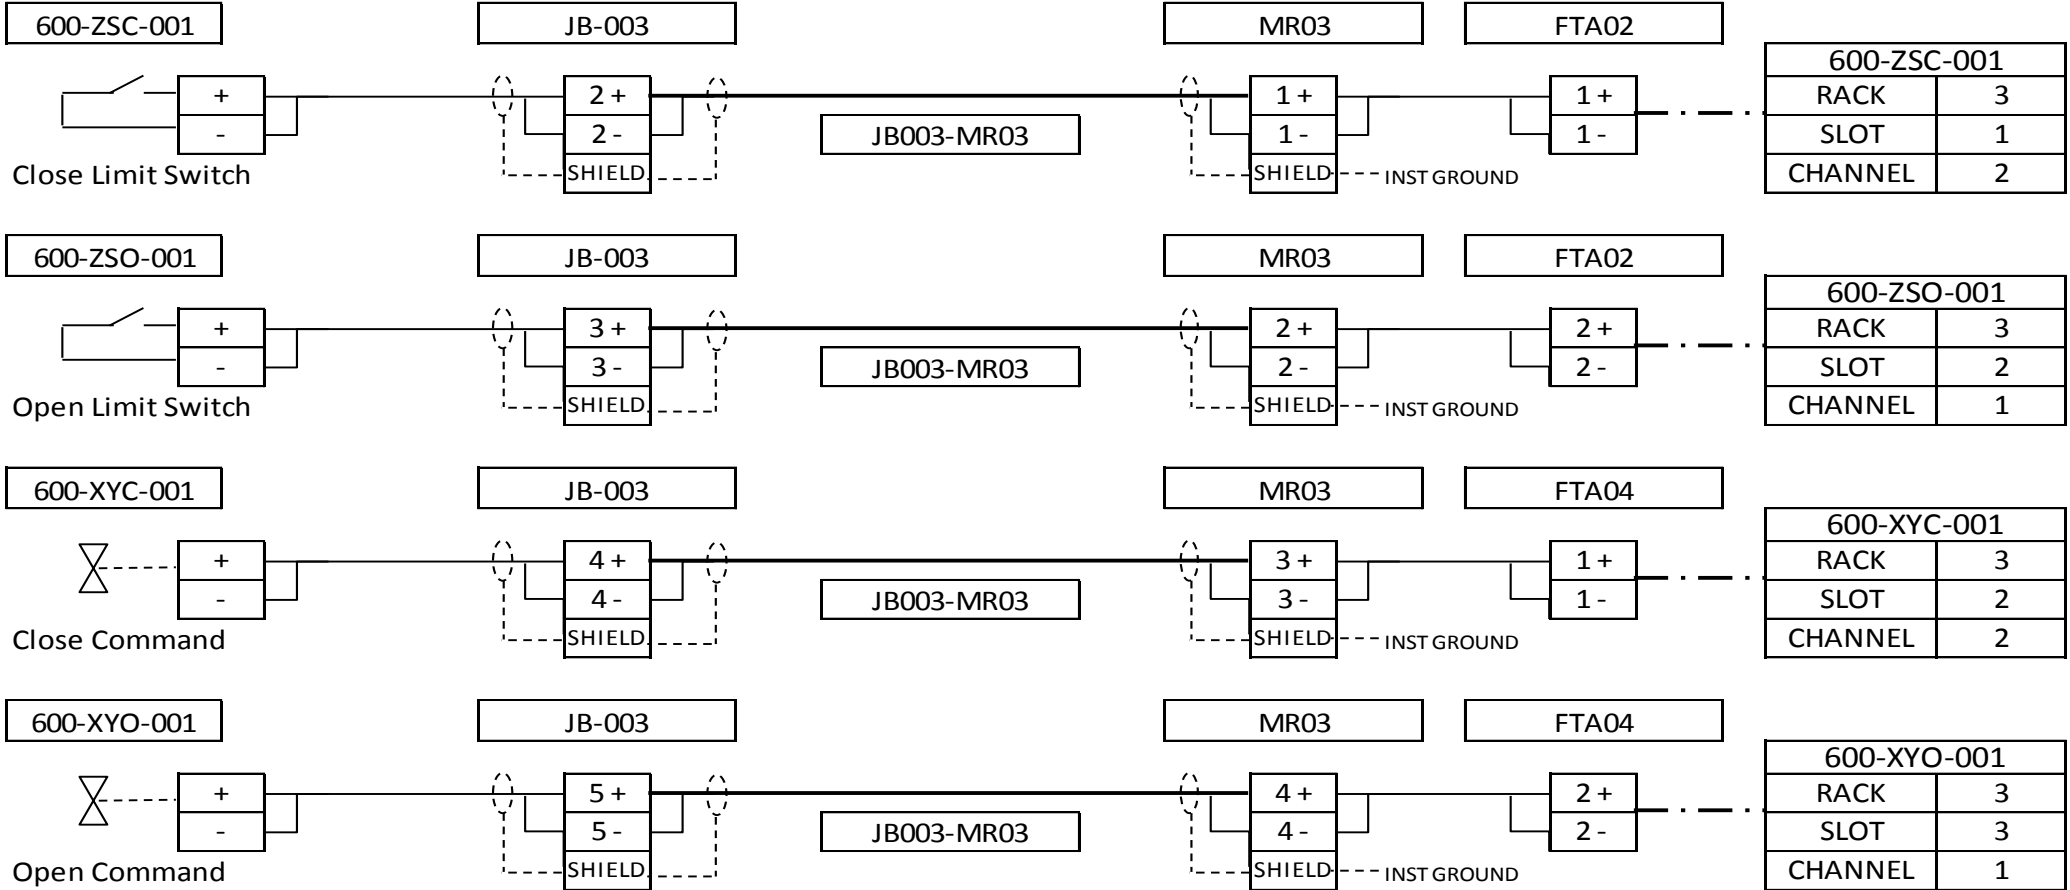 600-ZSC-001 JB-003 MR03 FTA02
600-ZSC-001
+ 2 + 1 + 1 + RACK 3
- 2 - JB003-MR03 1 - 1 - SLOT 1
Close Limit Switch SHIELD SHIELD INST GROUND CHANNEL 2
600-ZSO-001 JB-003 MR03 FTA02
600-ZSO-001
+ 3 + 2 + 2 + RACK 3
- 3 - JB003-MR03 2 - 2 - SLOT 2
Open Limit Switch SHIELD SHIELD INST GROUND CHANNEL 1
600-XYC-001 JB-003 MR03 FTA04
600-XYC-001
+ 4 + 3 + 1 + RACK 3
- 4 - JB003-MR03 3 - 1 - SLOT 2
Close Command SHIELD SHIELD INST GROUND CHANNEL 2
600-XYO-001 JB-003 MR03 FTA04
600-XYO-001
+ 5 + 4 + 2 + RACK 3
- 5 - JB003-MR03 4 - 2 - SLOT 3
Open Command SHIELD SHIELD INST GROUND CHANNEL 1